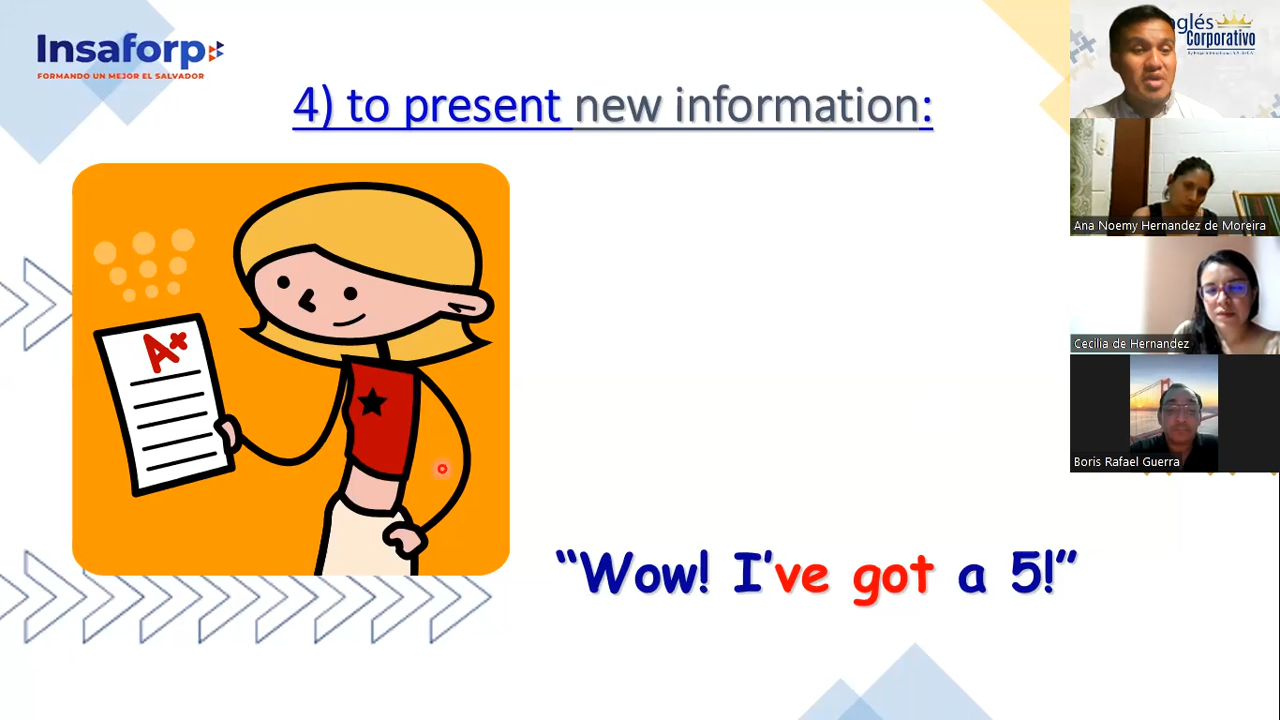 Insaforp
FORMANDO UN MEJOR EL SALVADOR
4) to present new information:
A+
“Wow! I’ve got a 5!”
Corporativo
Ana Noemy Hernandez de Moreira
Cecilia de Hernandez
Boris Rafael Guerra